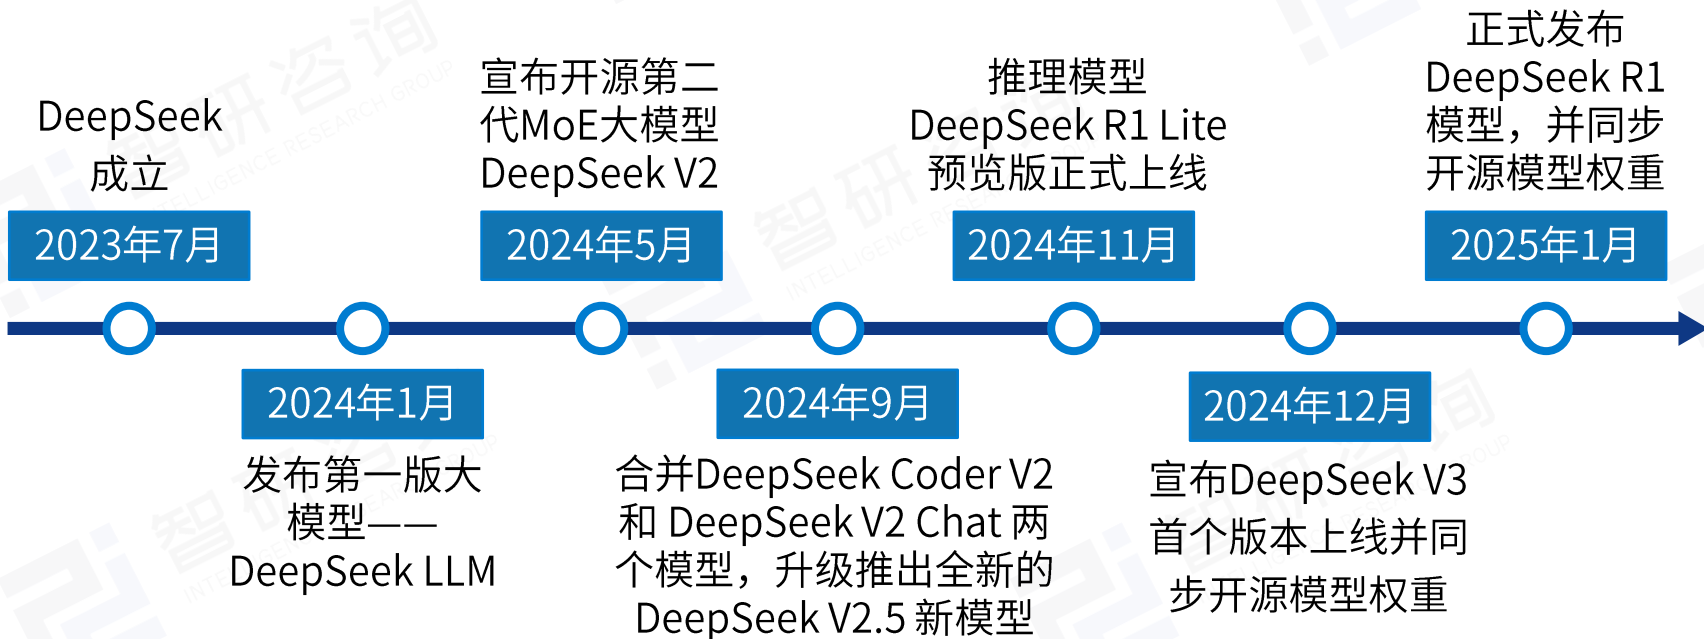 DeepSeek
成立
2023年7月
2024年1月
发布第一版大
模型——
DeepSeek LLM
宣布开源第二
代MoE大模型
DeepSeek V2
2024年5月
2024年9月
合并DeepSeek Coder V2
和 DeepSeek V2 Chat 两
个模型，升级推出全新的
DeepSeek V2.5 新模型
推理模型
DeepSeek R1 Lite
预览版正式上线
2024年11月
2024年12月
宣布DeepSeek V3
首个版本上线并同
步开源模型权重
正式发布
DeepSeek R1
模型，并同步
开源模型权重
2025年1月
智研咨询
INTELLIGENCE RESEARCH GROUP